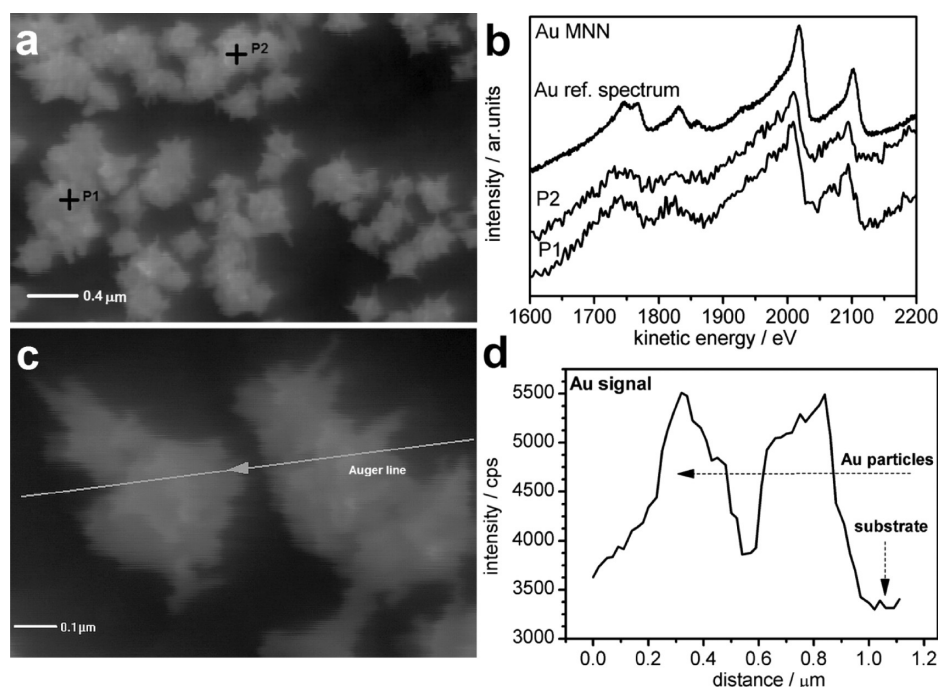 a
P2
P1
0.4 μm
b
Au MNN
Au ref. spectrum
P2
P1
intensity / ar.units
1600 1700 1800 1900 2000 2100 2200
kinetic energy / eV
c
Auger line
0.1μm
d
Au signal
Au particles
substrate
5500
5000
4500
4000
3500
3000
intensity / cps
0.0 0.2 0.4 0.6 0.8 1.0 1.2
distance / μm